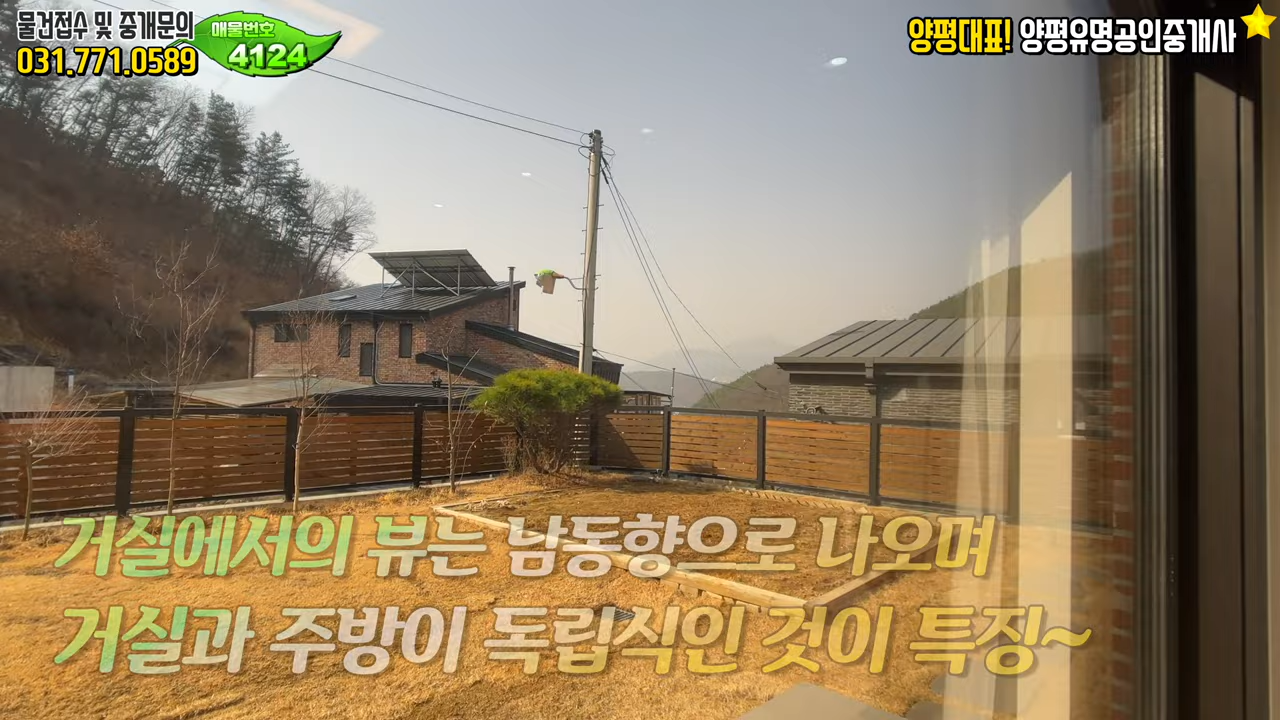 물건접수 및 중개문의
031.771.0589
매물번호
4124
양평대표! 양평유명공인중개사
거실에서의 뷰는 남동향으로 나오며
거실과 주방이 독립식인 것이 특징~